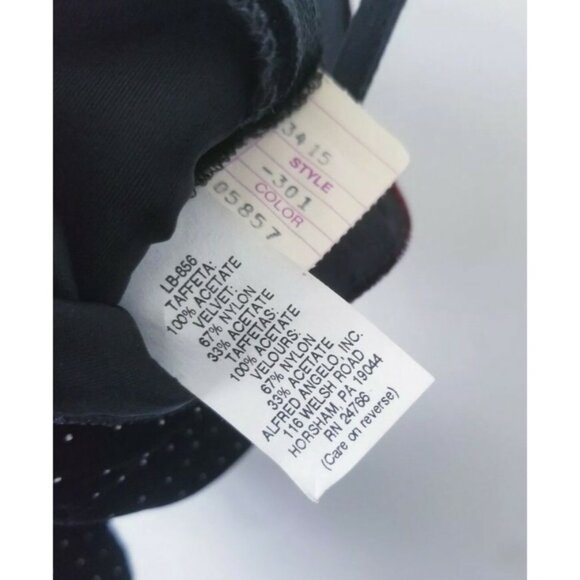 3415
STYLE
-301
COLOR
05857
LB-856
TAFFETA:
100% ACETATE
VELVET:
67% NYLON
33% ACETATE
TAFFETAS:
100% ACETATE
VELOURS:
67% NYLON
33% ACETATE
ALFRED ANGELO, INC.
116 WELSH ROAD
HORSHAM, PA 19044
RN 24766
(Care on reverse)